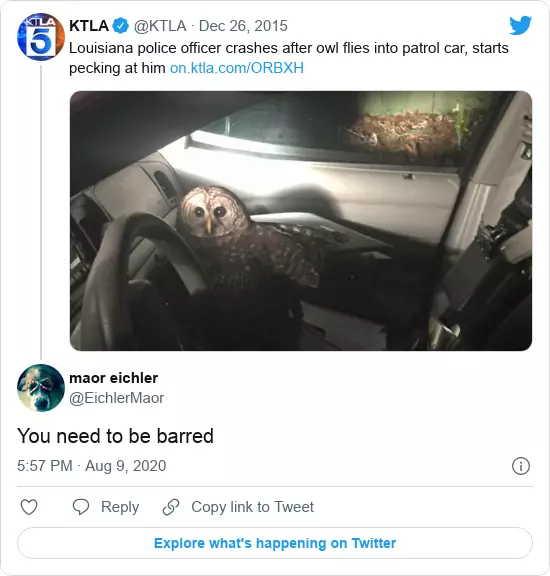 KTLA
5
KTLA @KTLA · Dec 26, 2015
Louisiana police officer crashes after owl flies into patrol car, starts
pecking at him on.ktla.com/ORBXH
maor eichler
@EichlerMaor
You need to be barred
5:57 PM · Aug 9, 2020
Reply Copy link to Tweet
Explore what's happening on Twitter